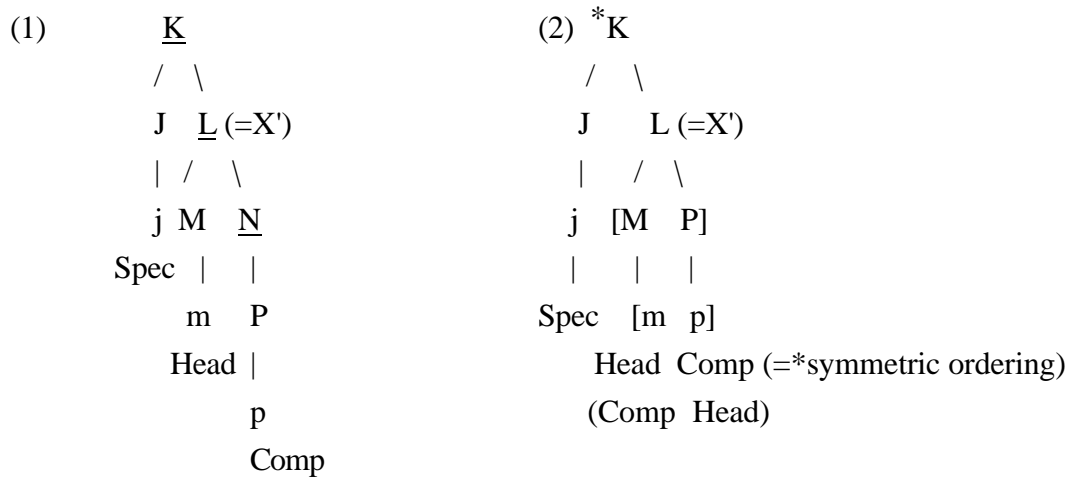 (1) K (2) *K
/ \ / \
J L (=X') J L (=X')
| / \ | / \
j M N j [M P]
Spec | | | | |
m P Spec [m p]
Head | Head Comp (=*symmetric ordering)
p (Comp Head)
Comp